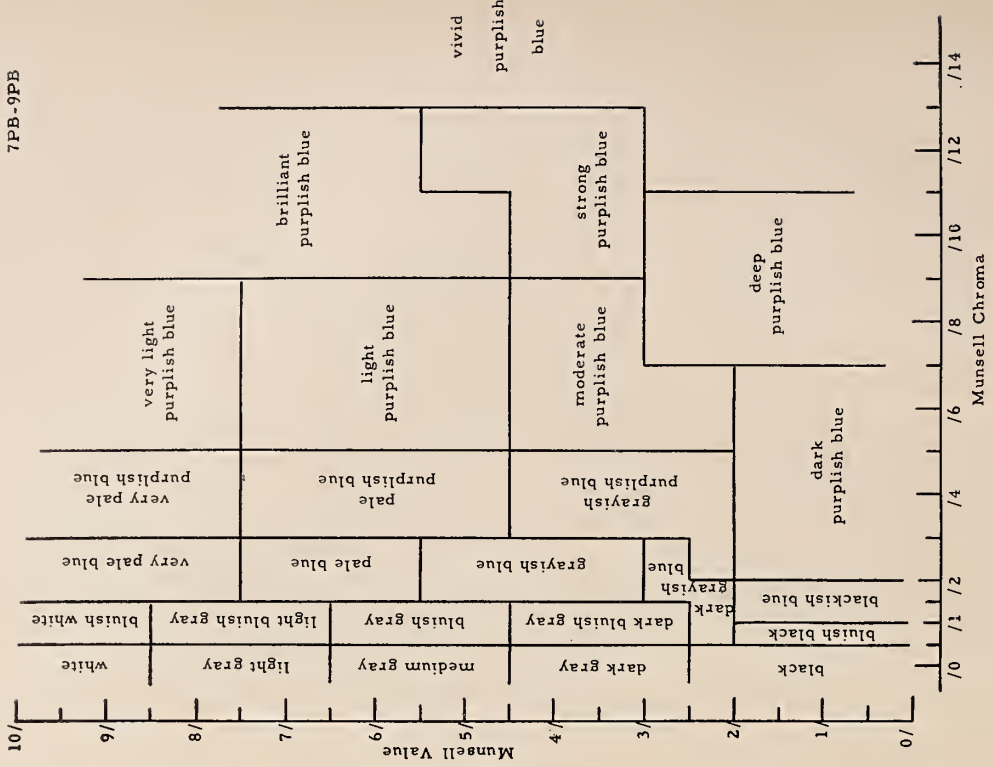 7PB-9PB
vivid
purplish
blue
brilliant
purplish blue
strong
purplish blue
deep
purplish blue
very light
purplish blue
light
purplish blue
moderate
purplish blue
dark
purplish blue
very pale
purplish blue
pale
purplish blue
grayish
purplish blue
very pale blue
pale blue
grayish blue
dark
grayish
blue
blackish blue
bluish white
light bluish gray
bluish gray
dark bluish gray
bluish black
white
light gray
medium gray
dark gray
black
10/
9/
8/
7/
6/
5/
4/
3/
2/
1/
0/
Munsell Value
/0
/1
/2
/4
/6
/8
/10
/12
/14
Munsell Chroma